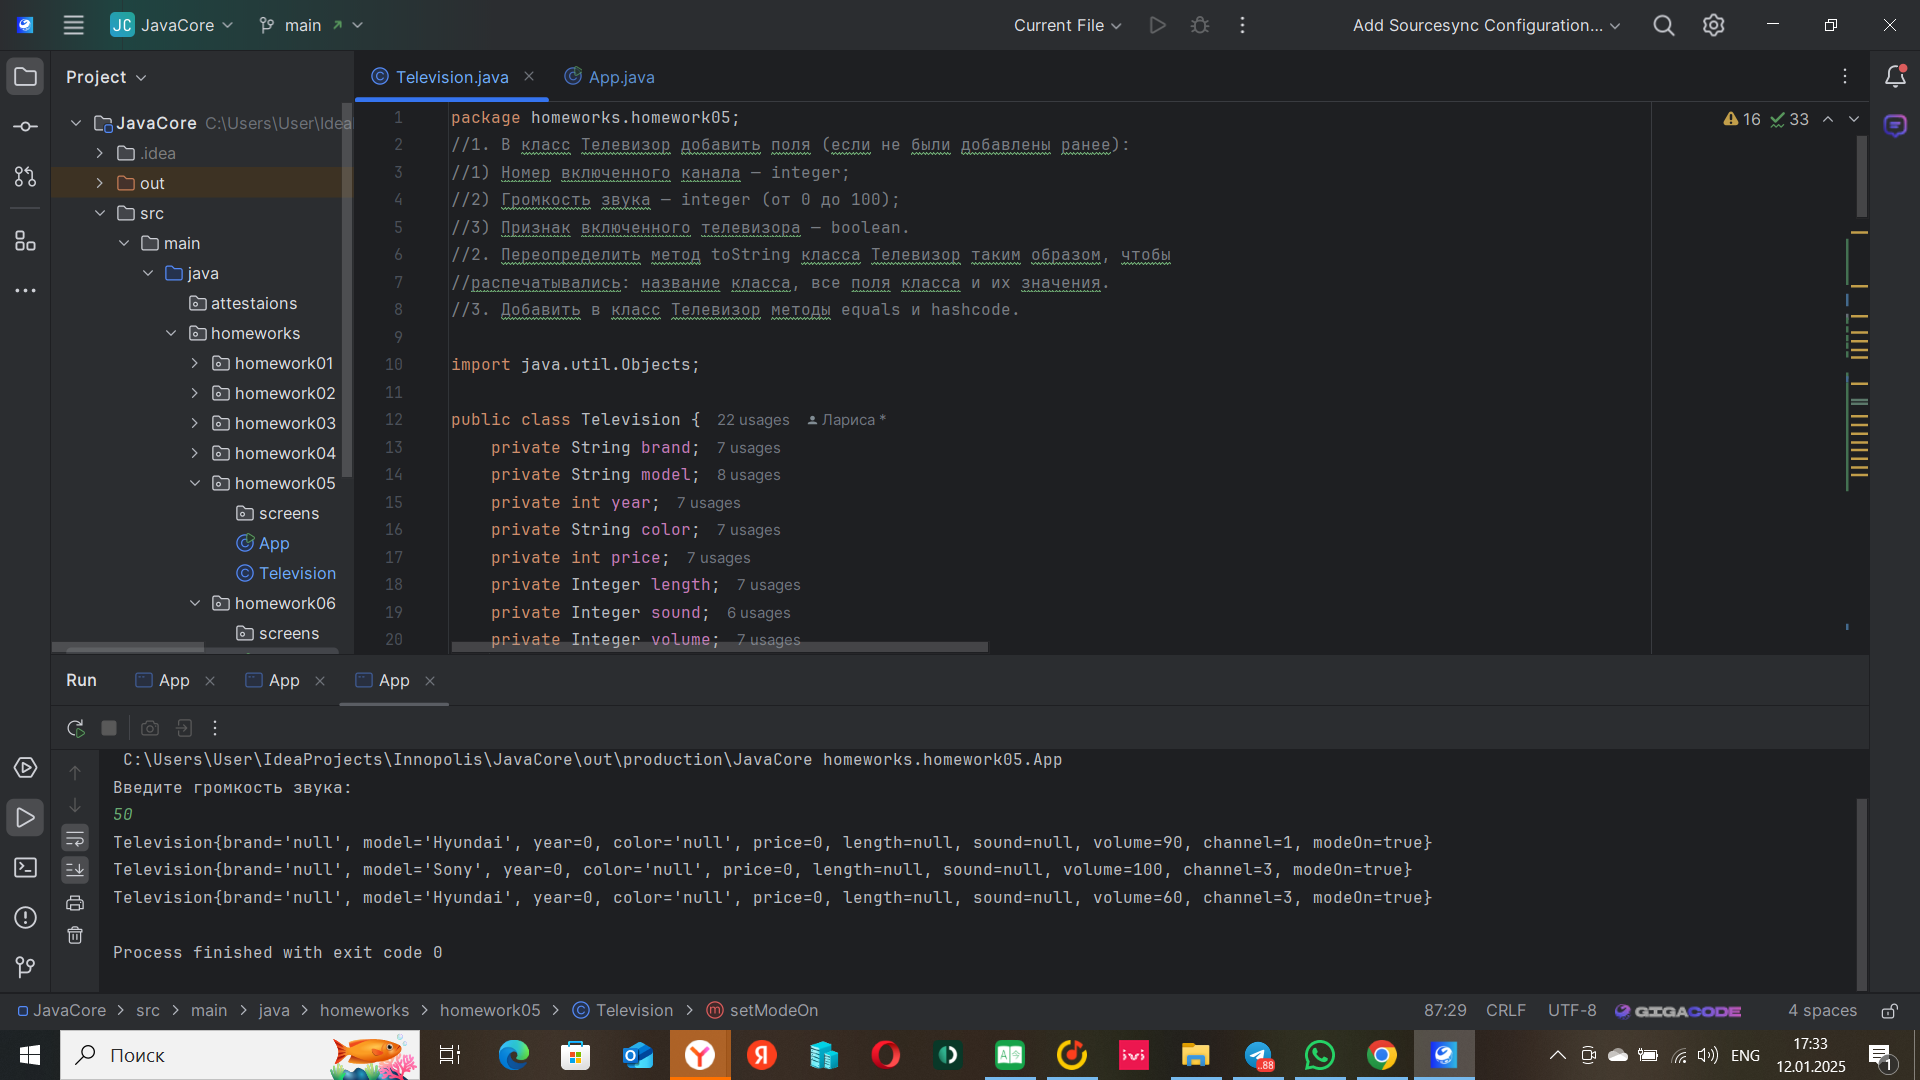 JC JavaCore main Current File Add Sourcesync Configuration...
Project
Television.java App.java
JavaCore C:\Users\User\Idea
.idea
out
src
main
java
attestaions
homeworks
homework01
homework02
homework03
homework04
homework05
screens
App
Television
homework06
screens
16 33
1 package homeworks.homework05;
2 //1. В класс Телевизор добавить поля (если не были добавлены ранее):
3 //1) Номер включенного канала – integer;
4 //2) Громкость звука – integer (от 0 до 100);
5 //3) Признак включенного телевизора – boolean.
6 //2. Переопределить метод toString класса Телевизор таким образом, чтобы
7 //распечатывались: название класса, все поля класса и их значения.
8 //3. Добавить в класс Телевизор методы equals и hashcode.
9
10 import java.util.Objects;
11
12 public class Television { 22 usages Лариса *
13 private String brand; 7 usages
14 private String model; 8 usages
15 private int year; 7 usages
16 private String color; 7 usages
17 private int price; 7 usages
18 private Integer length; 7 usages
19 private Integer sound; 6 usages
20 private Integer volume; 7 usages
Run App App App
C:\Users\User\IdeaProjects\Innopolis\JavaCore\out\production\JavaCore homeworks.homework05.App
Введите громкость звука:
50
Television{brand='null', model='Hyundai', year=0, color='null', price=0, length=null, sound=null, volume=90, channel=1, modeOn=true}
Television{brand='null', model='Sony', year=0, color='null', price=0, length=null, sound=null, volume=100, channel=3, modeOn=true}
Television{brand='null', model='Hyundai', year=0, color='null', price=0, length=null, sound=null, volume=60, channel=3, modeOn=true}
Process finished with exit code 0
JavaCore > src > main > java > homeworks > homework05 > Television > setModeOn 87:29 CRLF UTF-8 GIGACODE 4 spaces
Поиск
ENG
17:33
12.01.2025
1